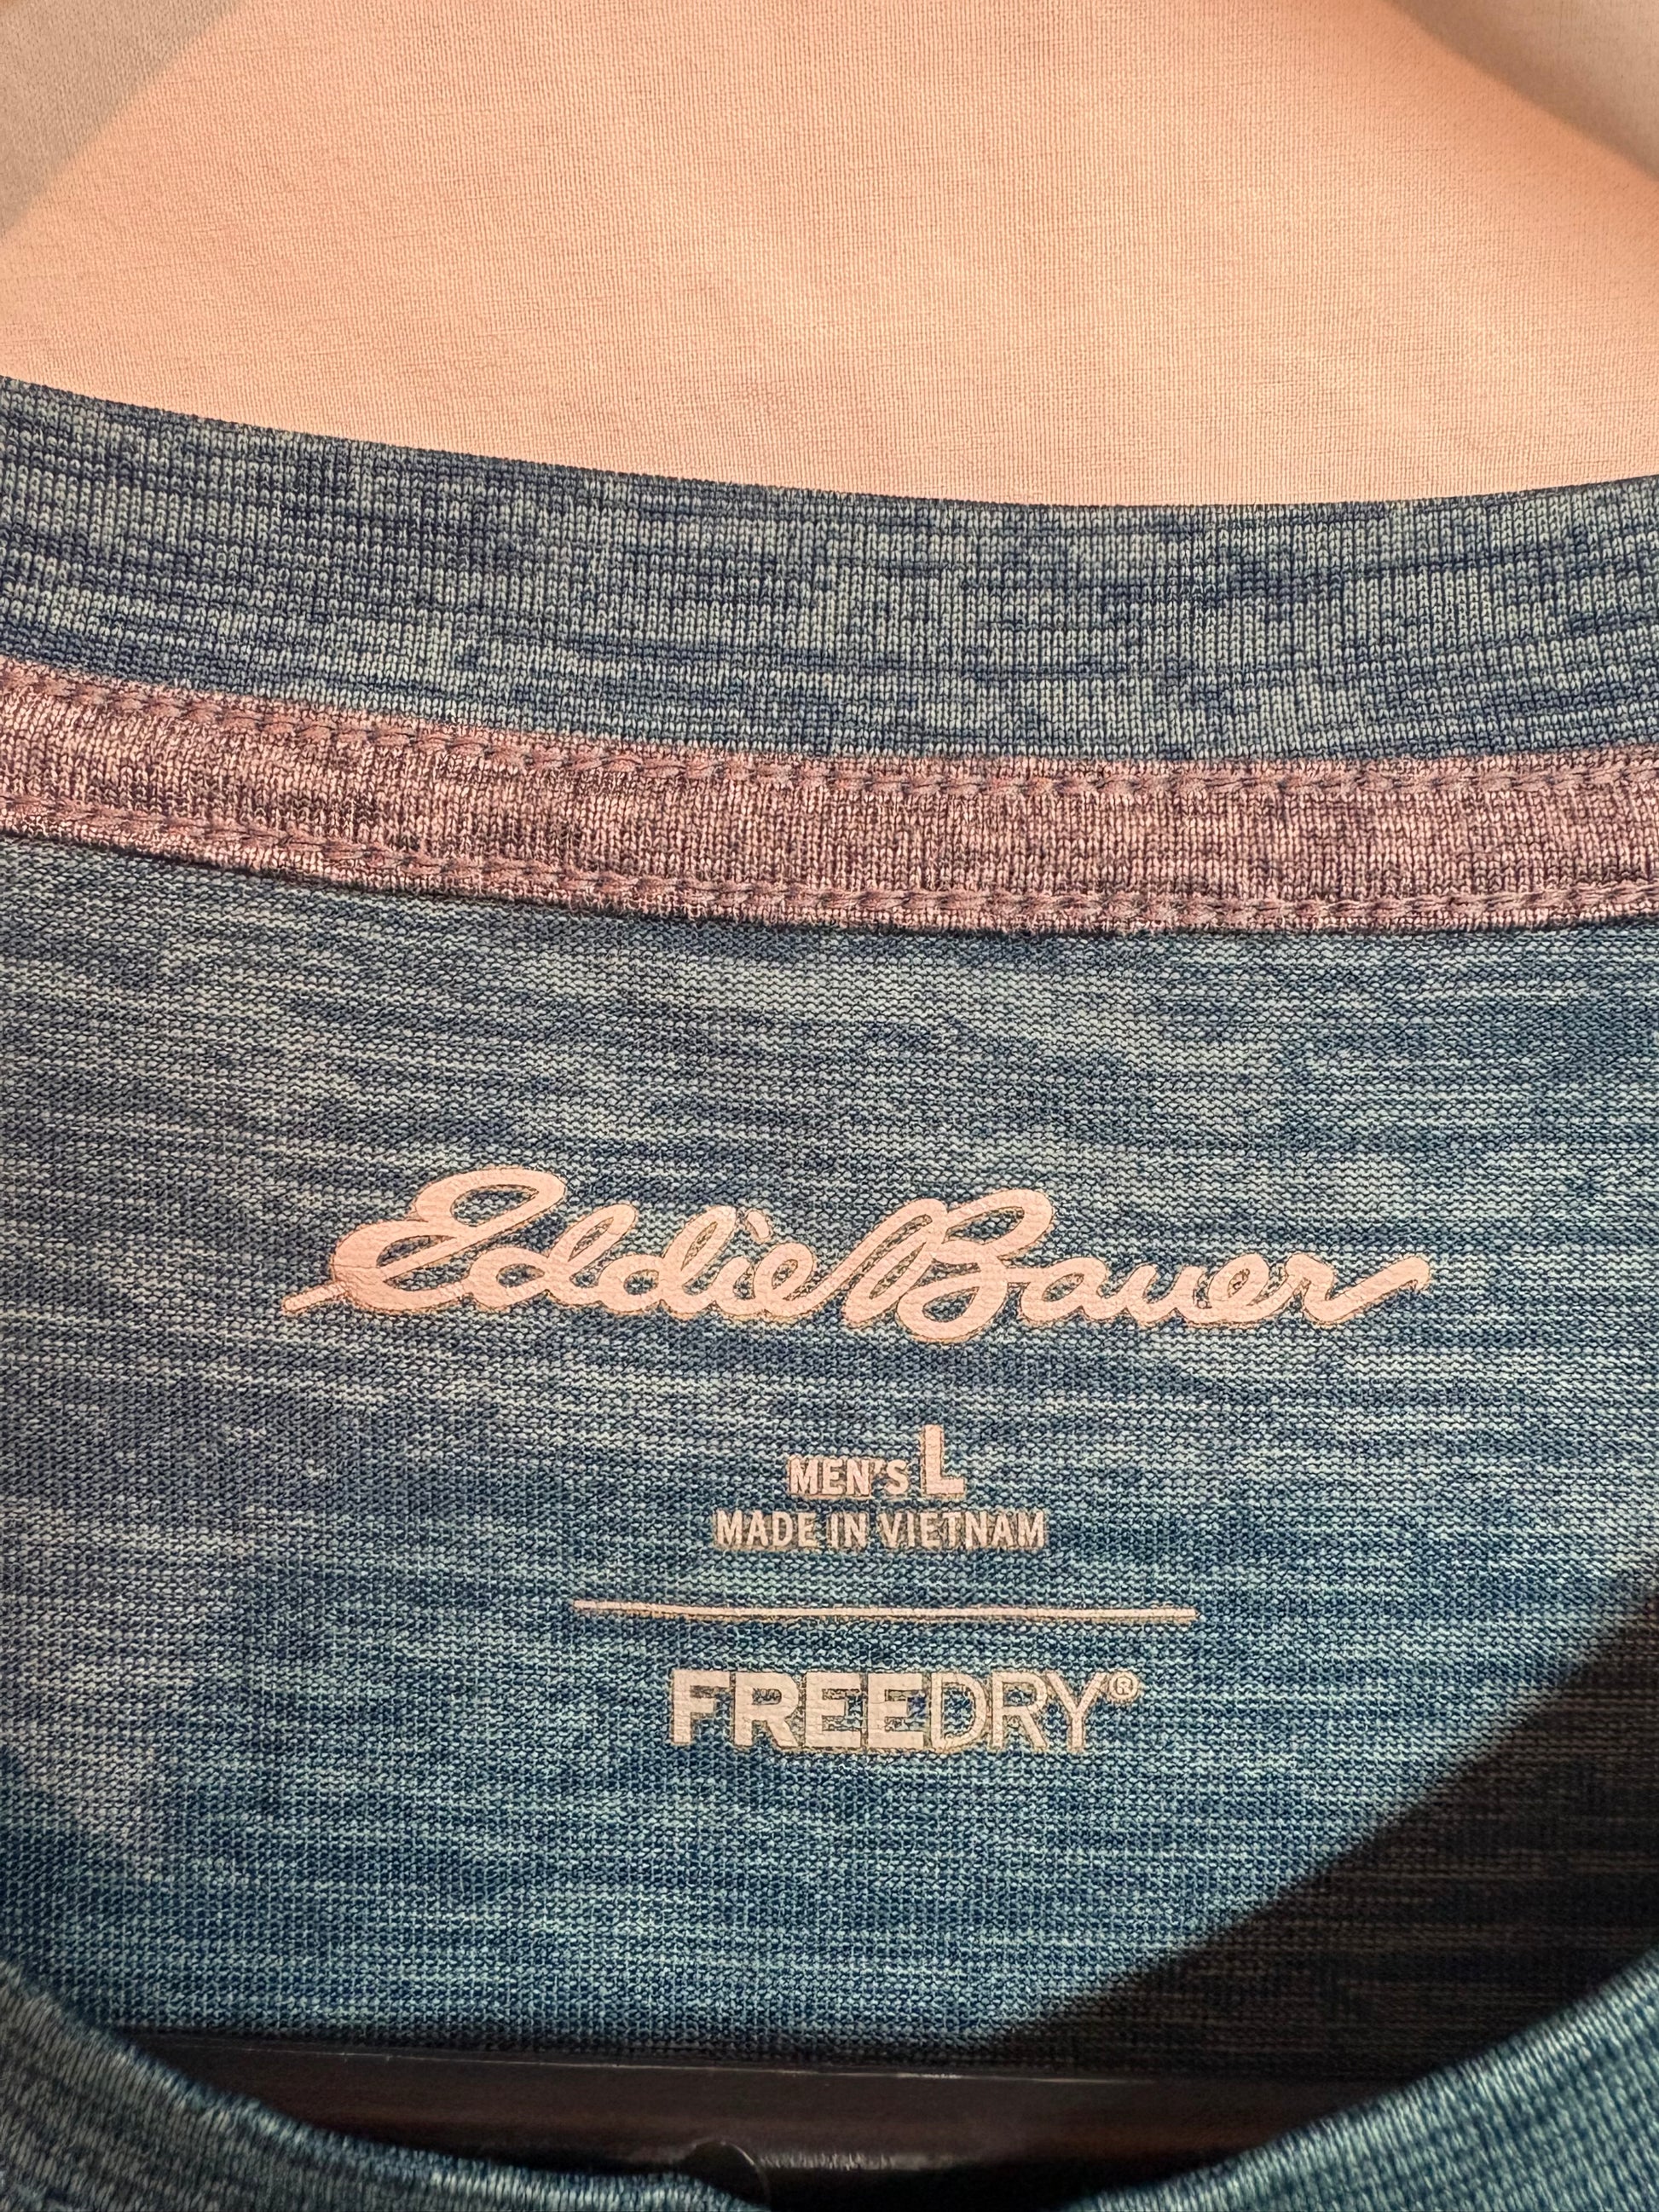 Eddie Bauer
MEN'S L
MADE IN VIETNAM
FREEDRY®